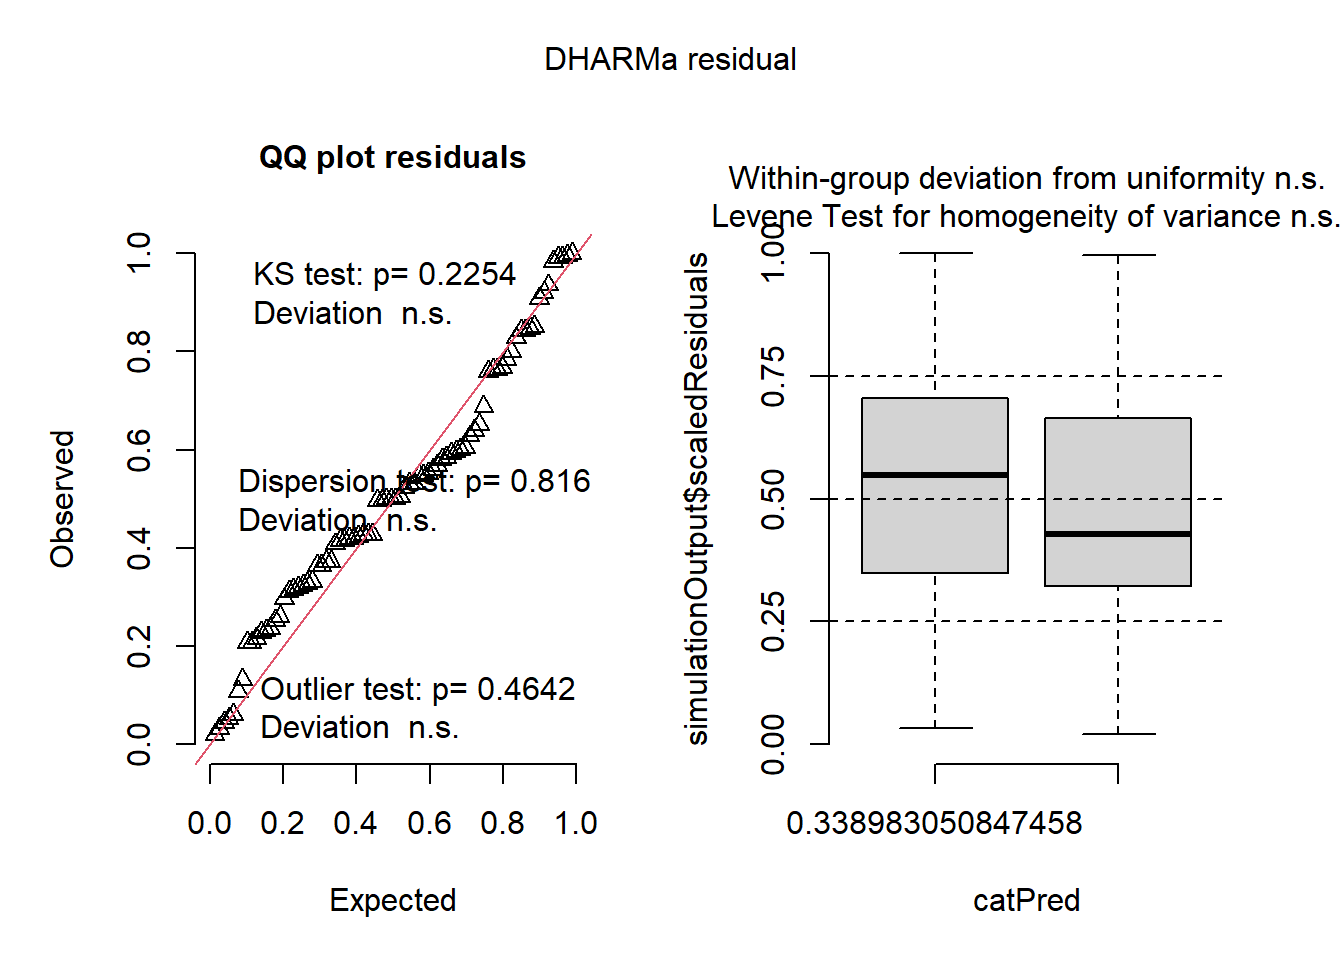 DHARMa residual
QQ plot residuals
KS test: p= 0.2254
Deviation  n.s.
Dispersion test: p= 0.816
Deviation  n.s.
Outlier test: p= 0.4642
Deviation  n.s.
Observed
0.0 0.2 0.4 0.6 0.8 1.0
0.0 0.2 0.4 0.6 0.8 1.0
Expected
Within-group deviation from uniformity n.s.
Levene Test for homogeneity of variance n.s.
simulationOutput$scaledResiduals
0.00 0.25 0.50 0.75 1.00
0.338983050847458
catPred